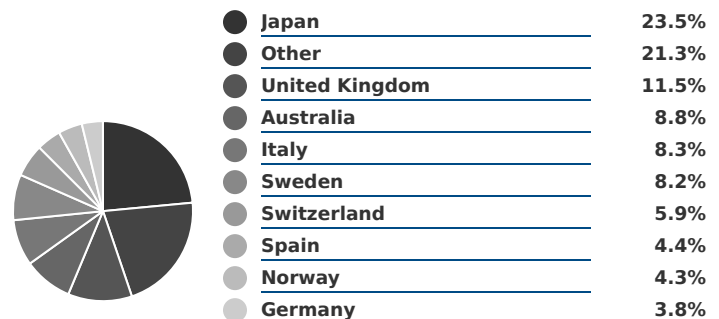 Japan 23.5%
Other 21.3%
United Kingdom 11.5%
Australia 8.8%
Italy 8.3%
Sweden 8.2%
Switzerland 5.9%
Spain 4.4%
Norway 4.3%
Germany 3.8%